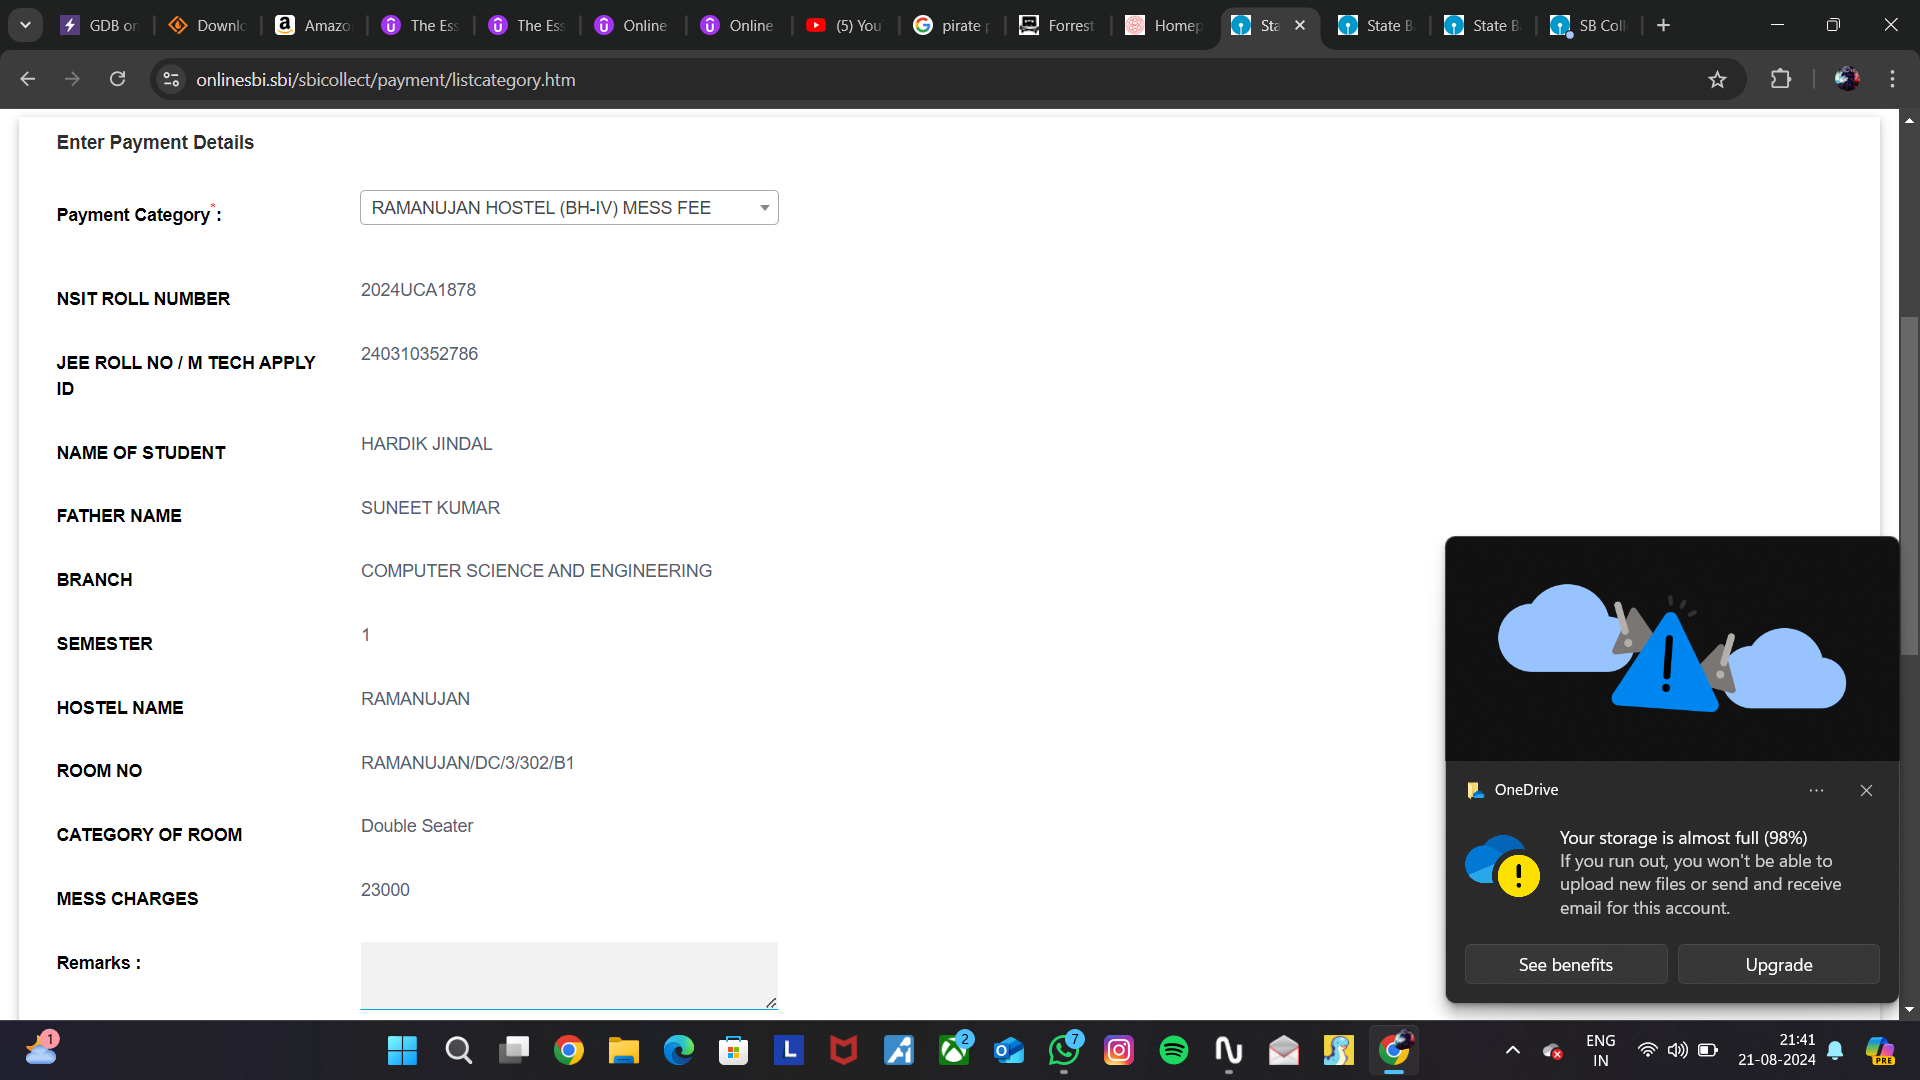 GDB on
Downlo
Amazo
The Ess
The Ess
Online
Online
(5) You
pirate p
Forrest
Homep
Sta
State B
State B
SB Coll
onlinesbi.sbi/sbicollect/payment/listcategory.htm
Enter Payment Details
Payment Category* :
RAMANUJAN HOSTEL (BH-IV) MESS FEE
NSIT ROLL NUMBER
2024UCA1878
JEE ROLL NO / M TECH APPLY
ID
240310352786
NAME OF STUDENT
HARDIK JINDAL
FATHER NAME
SUNEET KUMAR
BRANCH
COMPUTER SCIENCE AND ENGINEERING
SEMESTER
1
HOSTEL NAME
RAMANUJAN
ROOM NO
RAMANUJAN/DC/3/302/B1
CATEGORY OF ROOM
Double Seater
MESS CHARGES
23000
Remarks :
OneDrive
Your storage is almost full (98%)
If you run out, you won't be able to
upload new files or send and receive
email for this account.
See benefits
Upgrade
1
L
2
7
ENG
IN
21:41
21-08-2024
PRE